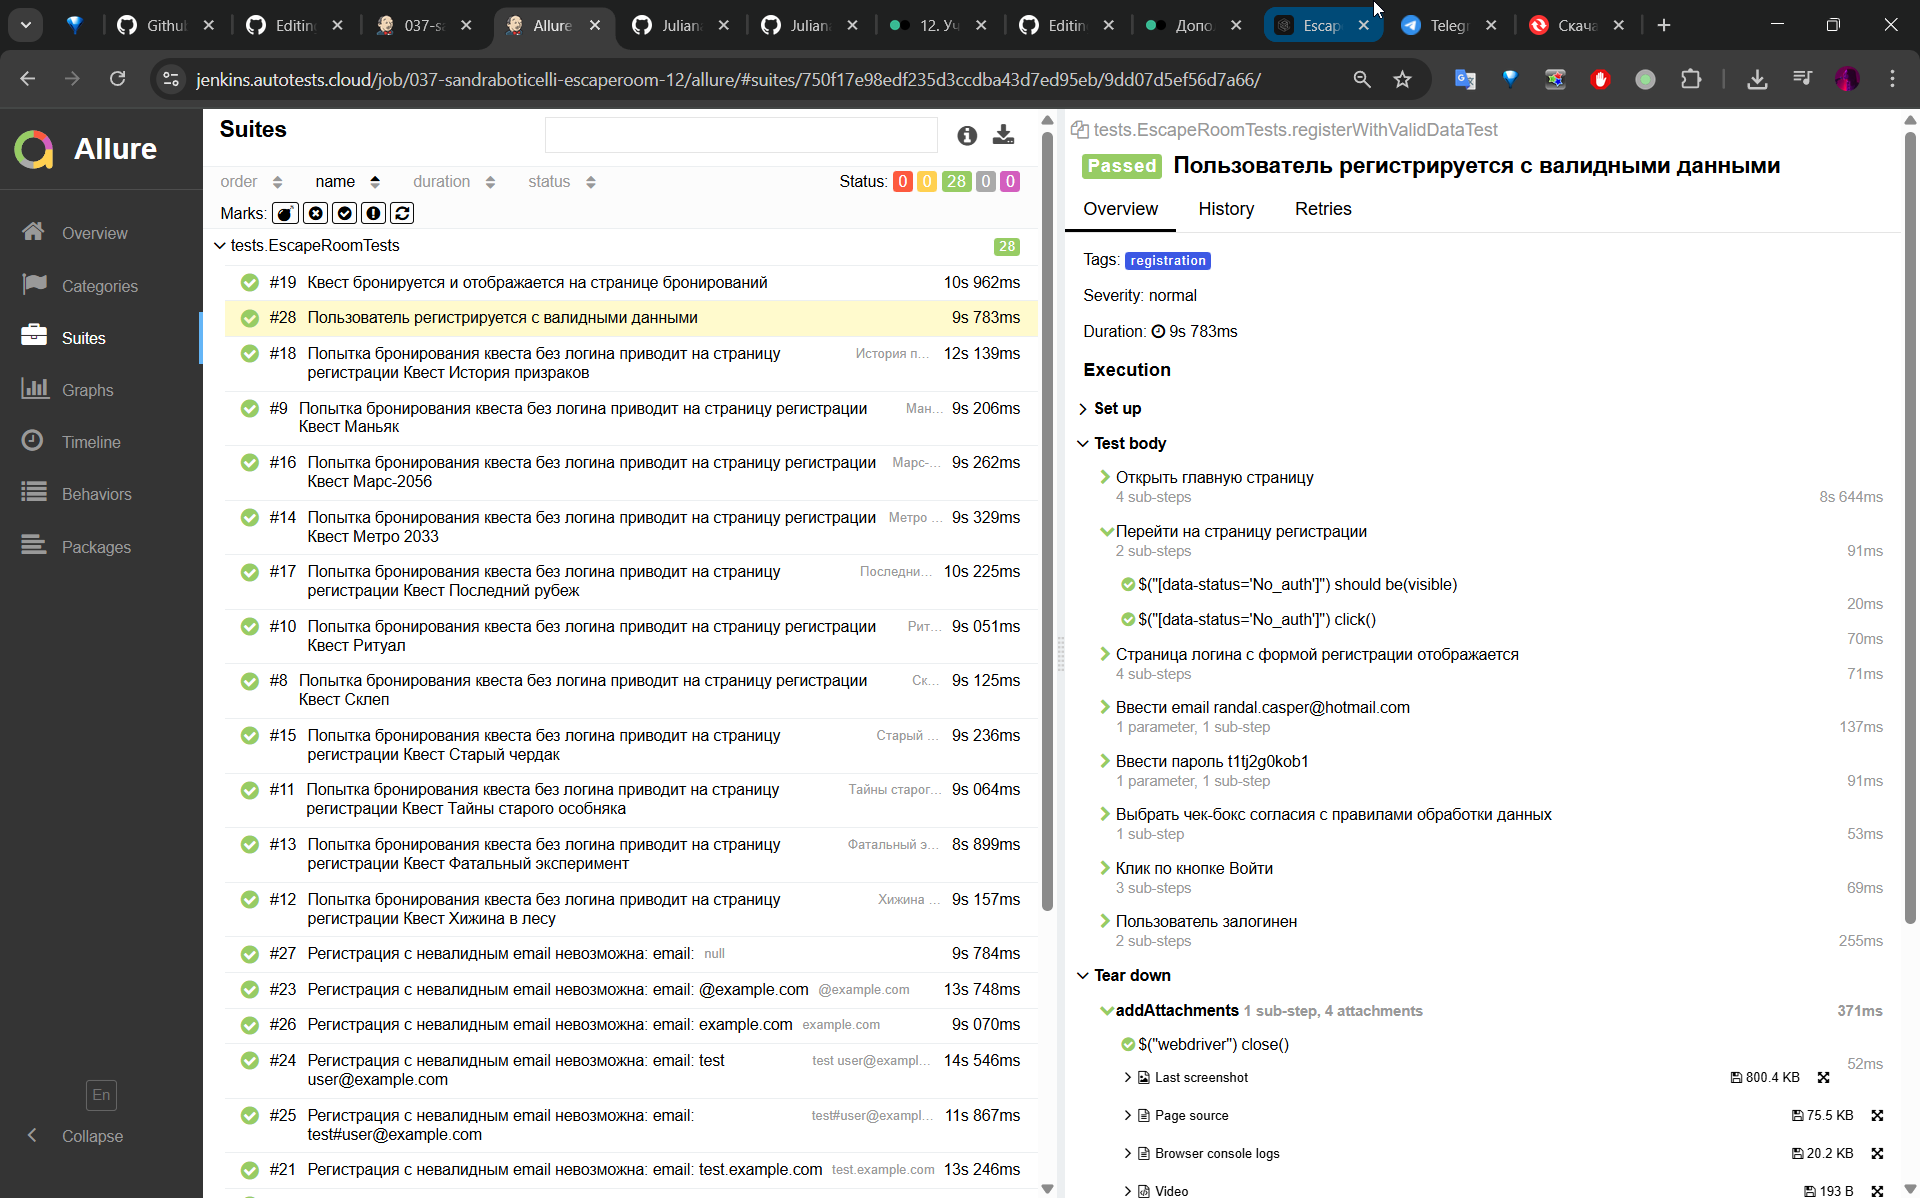 Githu
Editin
037-s
Allure
Julian
Julian
12. Уч
Editin
Допо
Escap
Telegr
Скача
jenkins.autotests.cloud/job/037-sandraboticelli-escaperoom-12/allure/#suites/750f17e98edf235d3ccdba43d7ed95eb/9dd07d5ef56d7a66/
Allure
Overview
Categories
Suites
Graphs
Timeline
Behaviors
Packages
En
Collapse
Suites
order name duration status Status: 0 0 28 0 0
Marks:
tests.EscapeRoomTests 28
#19 Квест бронируется и отображается на странице бронирований 10s 962ms
#28 Пользователь регистрируется с валидными данными 9s 783ms
#18 Попытка бронирования квеста без логина приводит на страницу История п... 12s 139ms
регистрации Квест История призраков
#9 Попытка бронирования квеста без логина приводит на страницу регистрации Ман... 9s 206ms
Квест Маньяк
#16 Попытка бронирования квеста без логина приводит на страницу регистрации Марс-... 9s 262ms
Квест Марс-2056
#14 Попытка бронирования квеста без логина приводит на страницу регистрации Метро ... 9s 329ms
Квест Метро 2033
#17 Попытка бронирования квеста без логина приводит на страницу Последни... 10s 225ms
регистрации Квест Последний рубеж
#10 Попытка бронирования квеста без логина приводит на страницу регистрации Рит... 9s 051ms
Квест Ритуал
#8 Попытка бронирования квеста без логина приводит на страницу регистрации Ск... 9s 125ms
Квест Склеп
#15 Попытка бронирования квеста без логина приводит на страницу Старый ... 9s 236ms
регистрации Квест Старый чердак
#11 Попытка бронирования квеста без логина приводит на страницу Тайны старог... 9s 064ms
регистрации Квест Тайны старого особняка
#13 Попытка бронирования квеста без логина приводит на страницу Фатальный э... 8s 899ms
регистрации Квест Фатальный эксперимент
#12 Попытка бронирования квеста без логина приводит на страницу Хижина ... 9s 157ms
регистрации Квест Хижина в лесу
#27 Регистрация с невалидным email невозможна: email: null 9s 784ms
#23 Регистрация с невалидным email невозможна: email: @example.com @example.com 13s 748ms
#26 Регистрация с невалидным email невозможна: email: example.com example.com 9s 070ms
#24 Регистрация с невалидным email невозможна: email: test test user@exampl... 14s 546ms
user@example.com
#25 Регистрация с невалидным email невозможна: email: test#user@exampl... 11s 867ms
test#user@example.com
#21 Регистрация с невалидным email невозможна: email: test.example.com test.example.com 13s 246ms
tests.EscapeRoomTests.registerWithValidDataTest
Passed Пользователь регистрируется с валидными данными
Overview History Retries
Tags: registration
Severity: normal
Duration: 9s 783ms
Execution
Set up
Test body
Открыть главную страницу
4 sub-steps 8s 644ms
Перейти на страницу регистрации
2 sub-steps 91ms
$("[data-status='No_auth']") should be(visible)
20ms
$("[data-status='No_auth']") click()
70ms
Страница логина с формой регистрации отображается
4 sub-steps 71ms
Ввести email randal.casper@hotmail.com
1 parameter, 1 sub-step 137ms
Ввести пароль t1tj2g0kob1
1 parameter, 1 sub-step 91ms
Выбрать чек-бокс согласия с правилами обработки данных
1 sub-step 53ms
Клик по кнопке Войти
3 sub-steps 69ms
Пользователь залогинен
2 sub-steps 255ms
Tear down
addAttachments 1 sub-step, 4 attachments 371ms
$("webdriver") close()
52ms
Last screenshot 800.4 KB
Page source 75.5 KB
Browser console logs 20.2 KB
Video 193 B